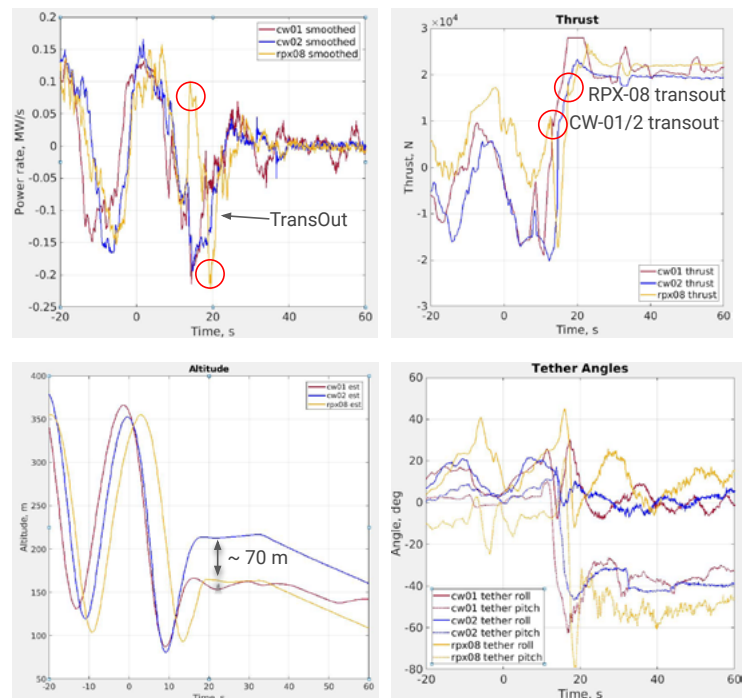 0.2
0.15
0.1
0.05
0
-0.05
-0.1
-0.15
-0.2
0.25
Power rate, MW/s
cw01 smoothed
cw02 smoothed
rpx08 smoothed
TransOut
-20
0
20
40
60
Time, s
Thrust
×10⁴
3
2
1
0
-1
-2
-3
Thrust, N
RPX-08 transout
CW-01/2 transout
cw01 thrust
cw02 thrust
rpx08 thrust
-20
0
20
40
60
Time, s
Altitude
400
350
300
250
200
150
100
50
Altitude, m
cw01 est
cw02 est
rpx08 est
~ 70 m
-20
-10
0
10
20
30
40
50
60
Time, s
Tether Angles
60
40
20
0
-20
-40
-60
-80
Angle, deg
cw01 tether roll
cw01 tether pitch
cw02 tether roll
cw02 tether pitch
rpx08 tether roll
rpx08 tether pitch
-20
0
20
40
60
Time, s